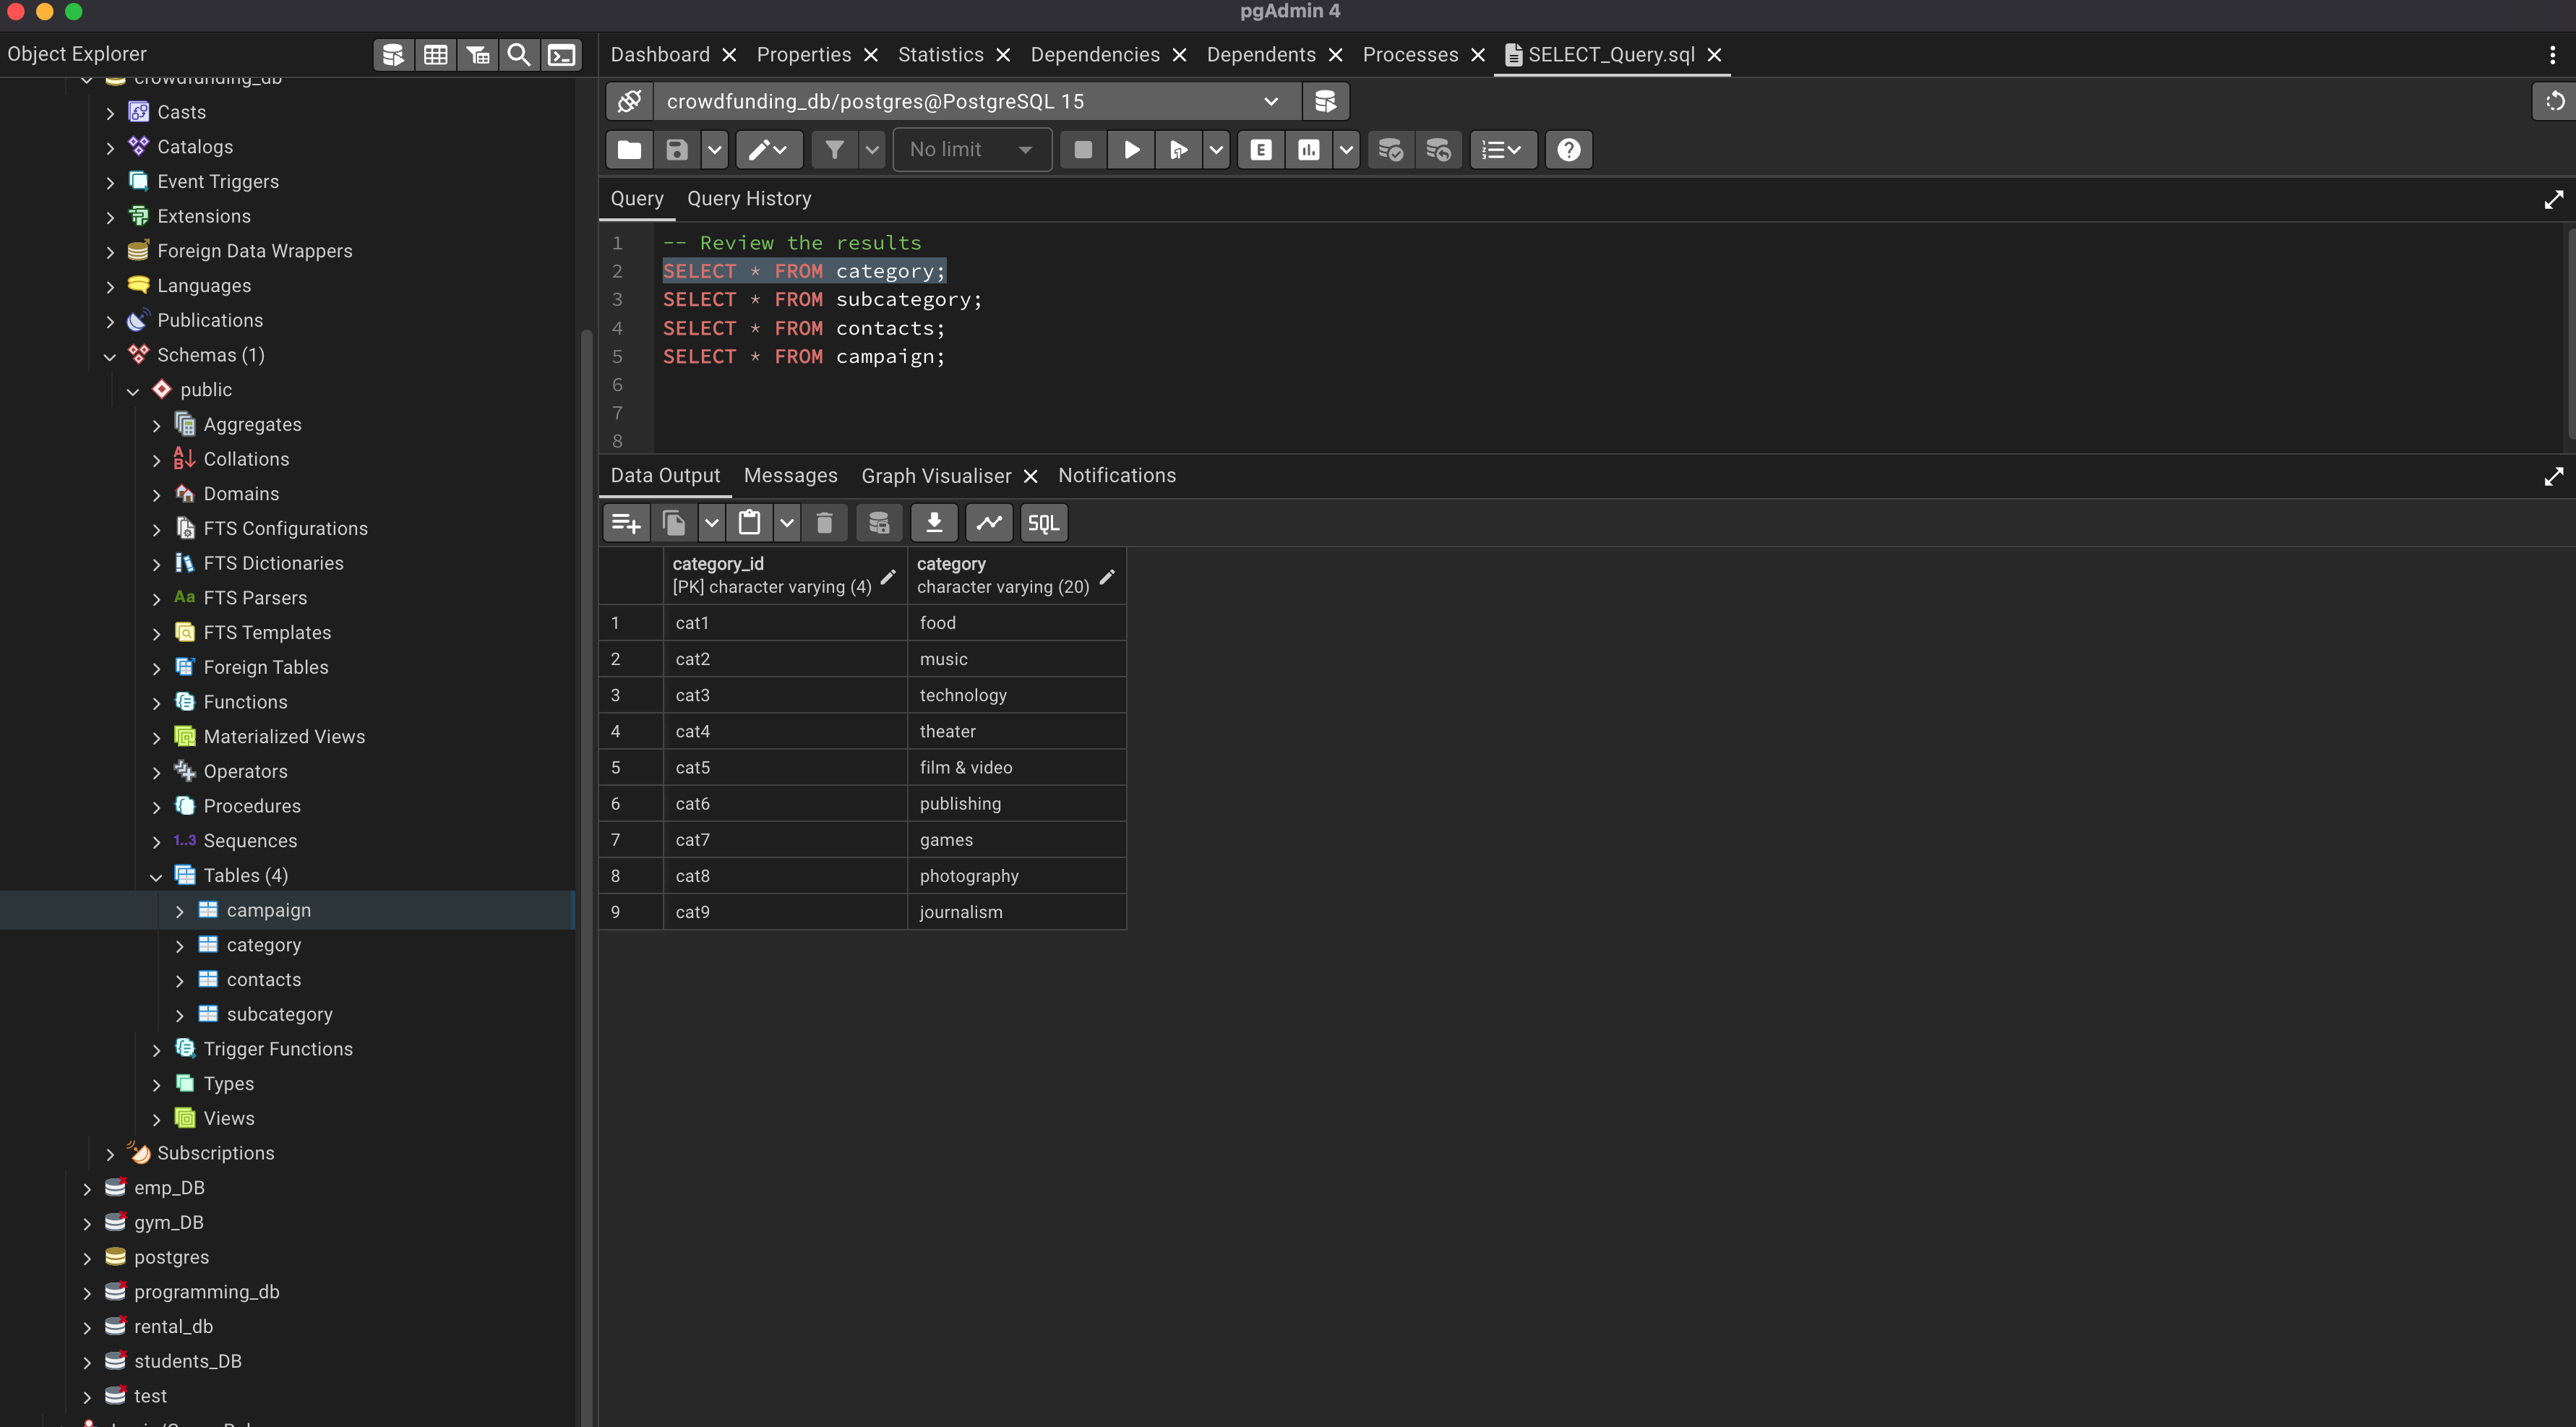 pgAdmin 4
Object Explorer
crowdfunding_db
Casts
Catalogs
Event Triggers
Extensions
Foreign Data Wrappers
Languages
Publications
Schemas (1)
public
Aggregates
Collations
Domains
FTS Configurations
FTS Dictionaries
Aa FTS Parsers
FTS Templates
Foreign Tables
Functions
Materialized Views
Operators
Procedures
1..3 Sequences
Tables (4)
campaign
category
contacts
subcategory
Trigger Functions
Types
Views
Subscriptions
emp_DB
gym_DB
postgres
programming_db
rental_db
students_DB
test
Dashboard Properties Statistics Dependencies Dependents Processes SELECT_Query.sql
crowdfunding_db/postgres@PostgreSQL 15
No limit
E
Query Query History
1 -- Review the results
2 SELECT * FROM category;
3 SELECT * FROM subcategory;
4 SELECT * FROM contacts;
5 SELECT * FROM campaign;
6
7
8
Data Output Messages Graph Visualiser Notifications
SQL
category_id category
[PK] character varying (4) character varying (20)
1 cat1 food
2 cat2 music
3 cat3 technology
4 cat4 theater
5 cat5 film & video
6 cat6 publishing
7 cat7 games
8 cat8 photography
9 cat9 journalism